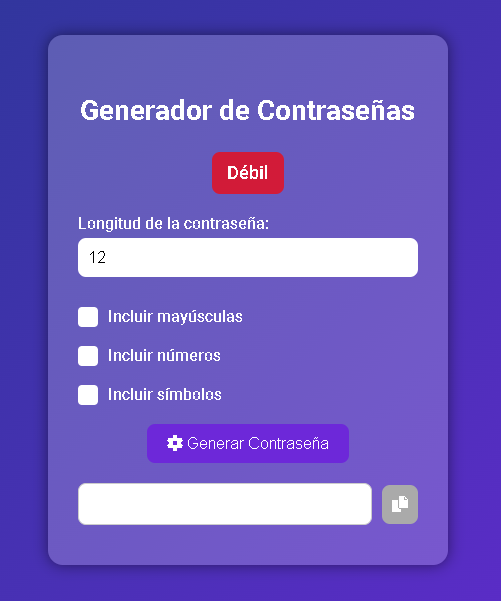 Generador de Contraseñas
Débil
Longitud de la contraseña:
12
Incluir mayúsculas
Incluir números
Incluir símbolos
Generar Contraseña